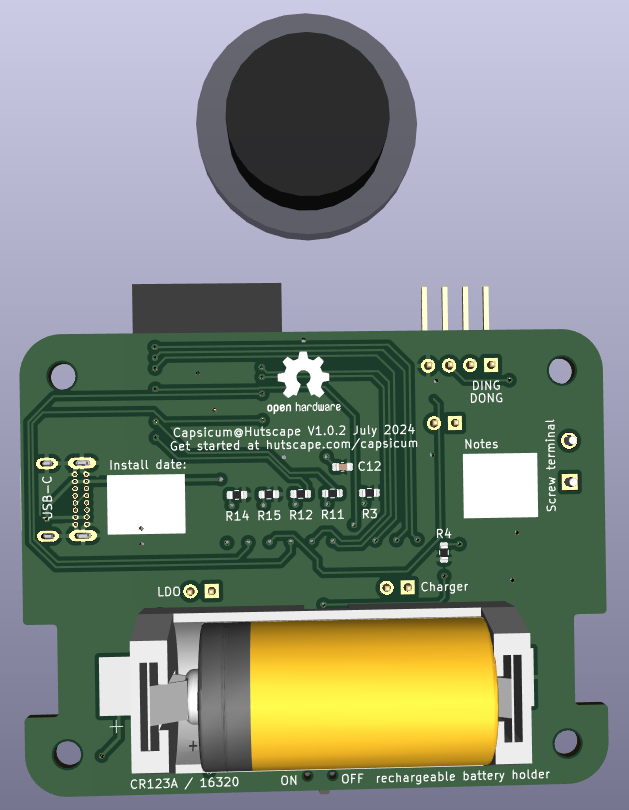 DING
DONG
open hardware
Capsicum@Hutscape V1.0.2 July 2024
Get started at hutscape.com/capsicum
Install date:
C12
Notes
Screw terminal
USB-C
R14 R15 R12 R11 R3
R4
LDO
Charger
+
+
CR123A / 16320
ON OFF rechargeable battery holder